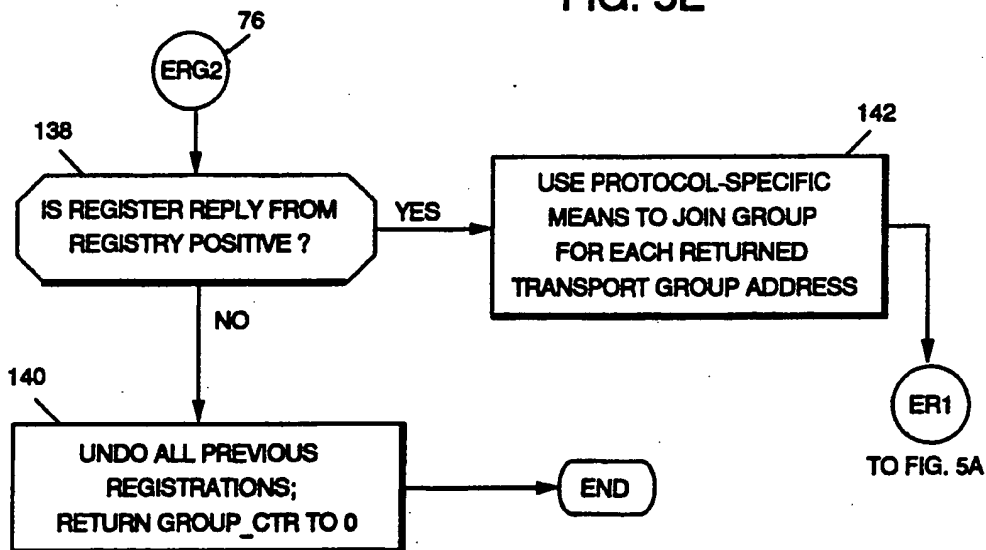 FIG. 5E
76
ERG2
138
IS REGISTER REPLY FROM
REGISTRY POSITIVE ?
YES
142
USE PROTOCOL-SPECIFIC
MEANS TO JOIN GROUP
FOR EACH RETURNED
TRANSPORT GROUP ADDRESS
NO
ER1
TO FIG. 5A
140
UNDO ALL PREVIOUS
REGISTRATIONS;
RETURN GROUP_CTR TO 0
END